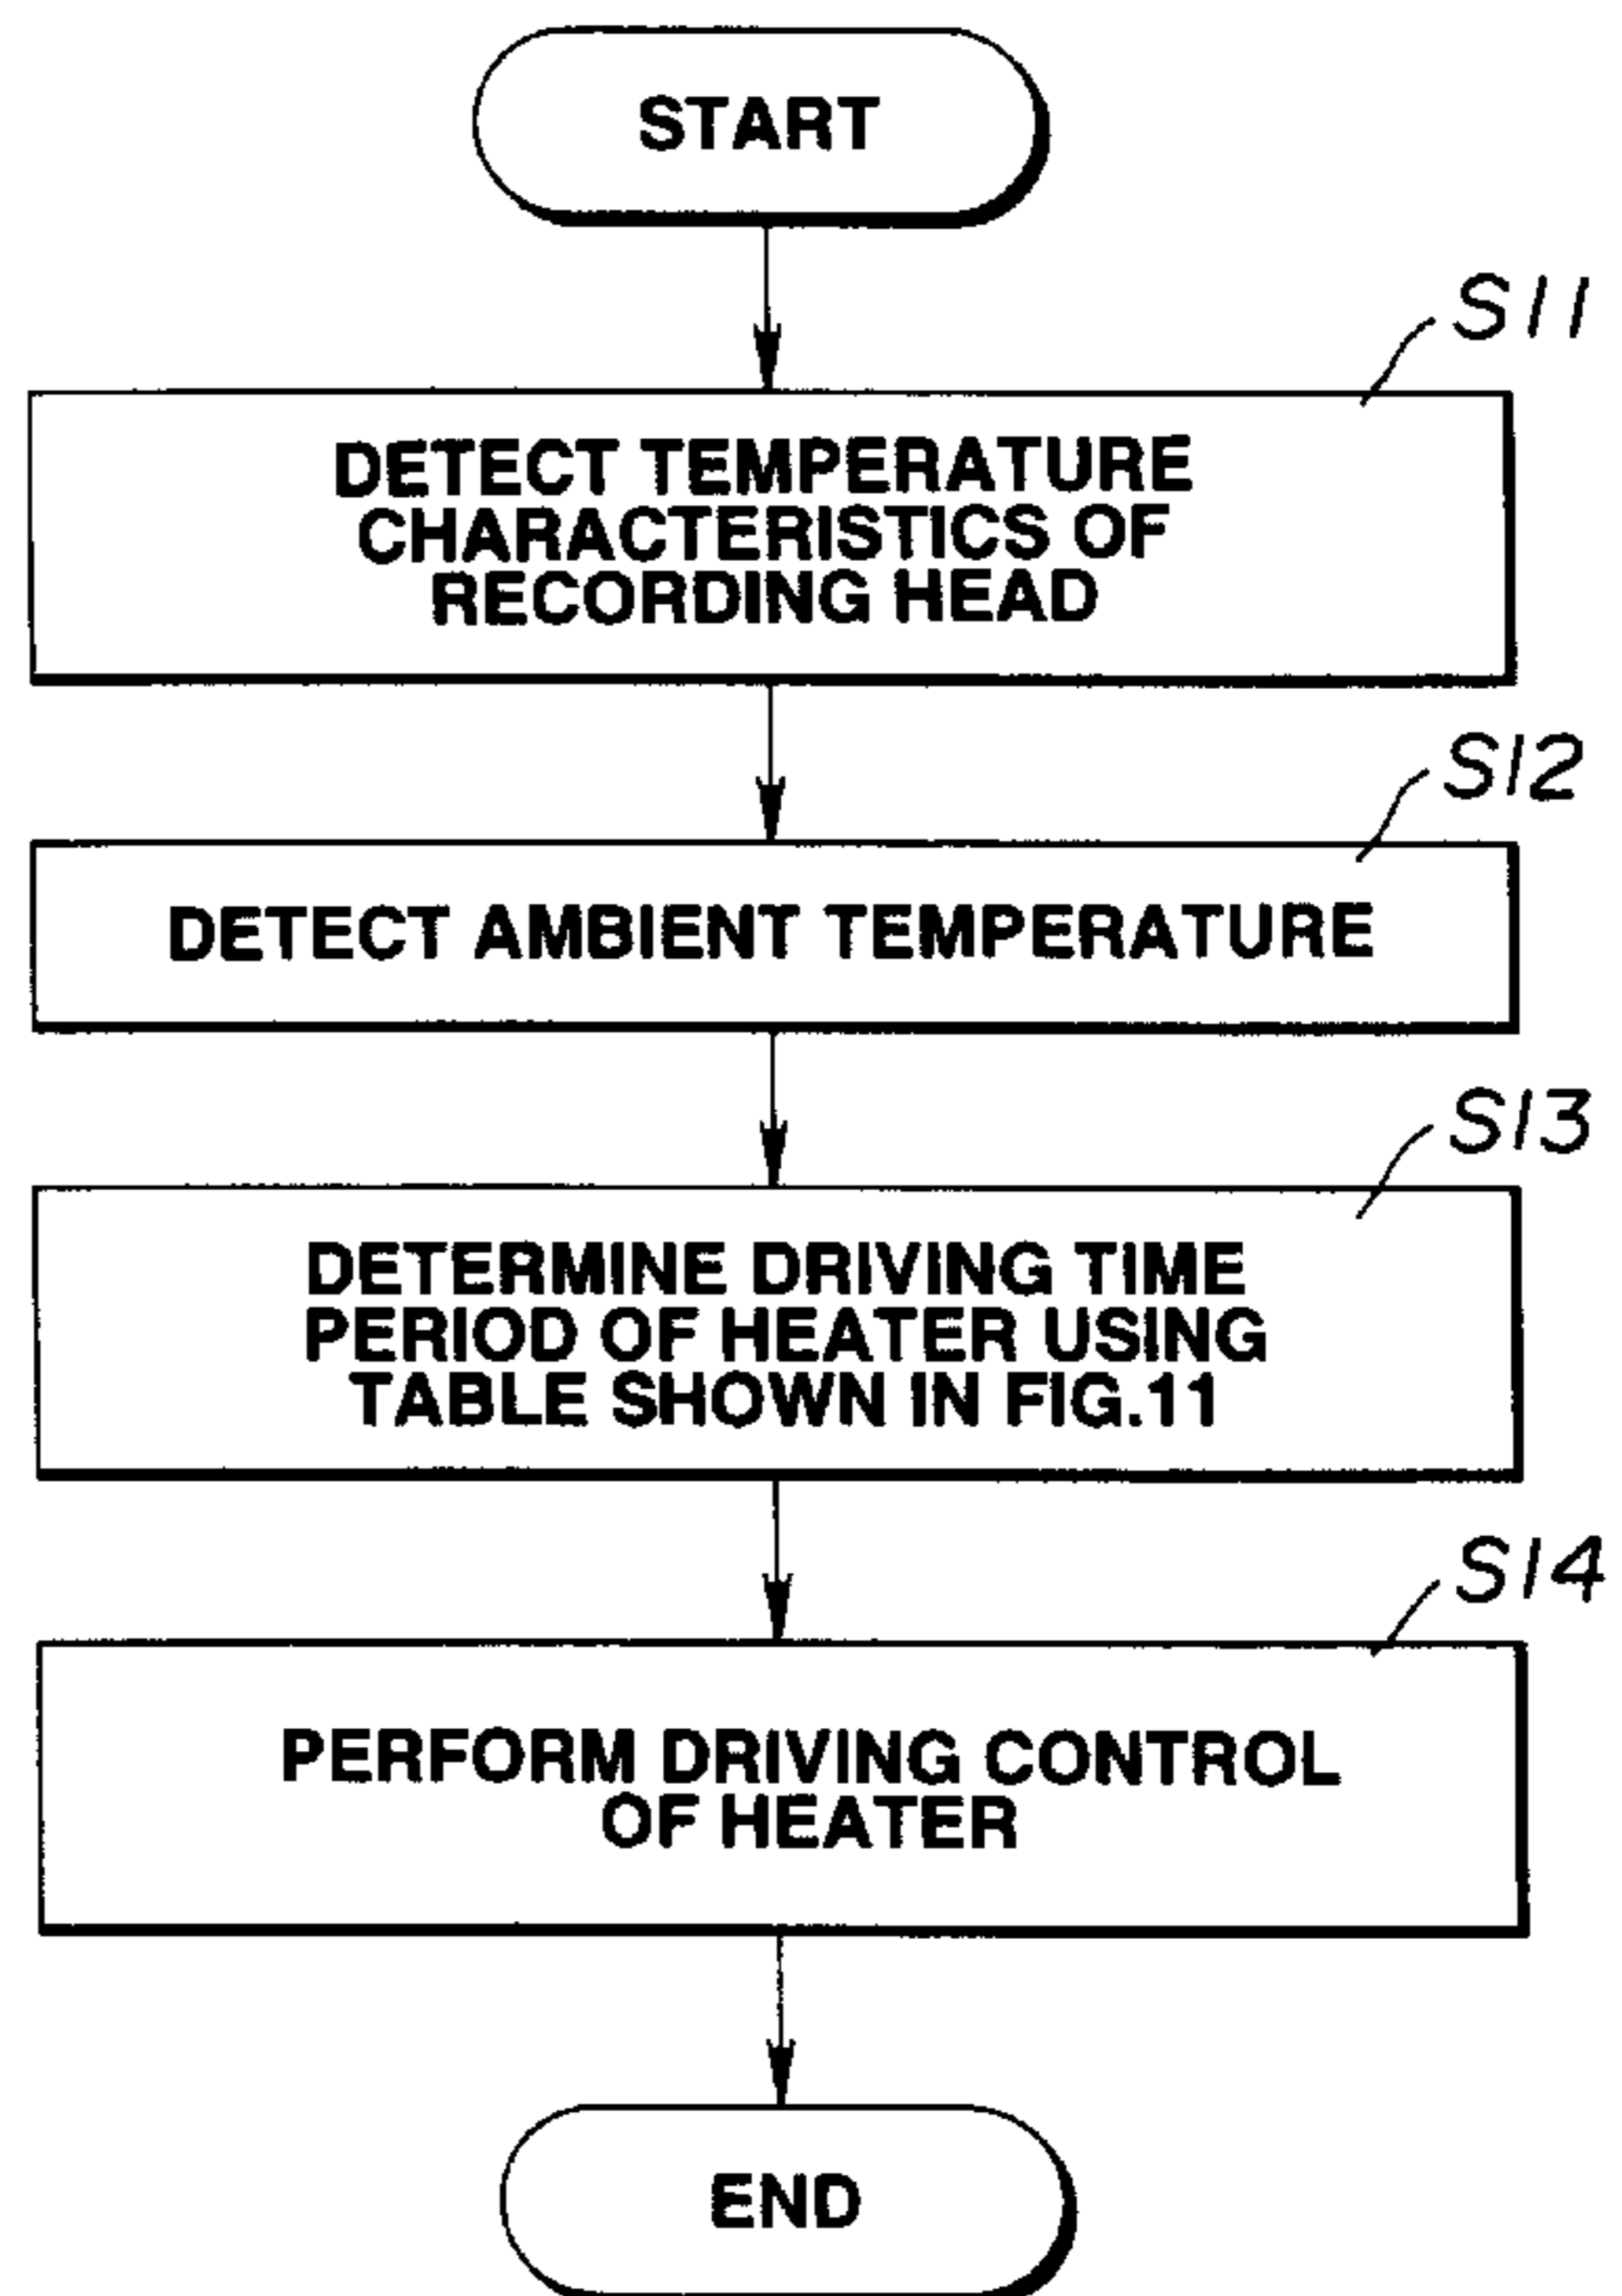 START
S11
DETECT TEMPERATURE
CHARACTERISTICS OF
RECORDING HEAD
S12
DETECT AMBIENT TEMPERATURE
S13
DETERMINE DRIVING TIME
PERIOD OF HEATER USING
TABLE SHOWN IN FIG.11
S14
PERFORM DRIVING CONTROL
OF HEATER
END